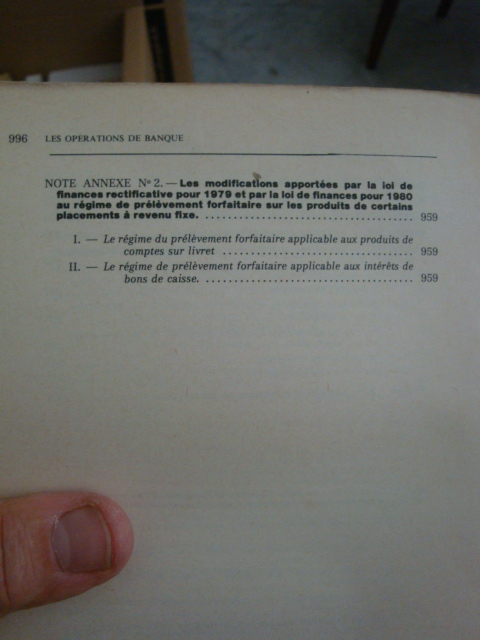 996 LES OPERATIONS DE BANQUE
NOTE ANNEXE Nº 2. — Les modifications apportées par la loi de
finances rectificative pour 1979 et par la loi de finances pour 1980
au régime de prélèvement forfaitaire sur les produits de certains
placements à revenu fixe. .................................... 959
I. — Le régime du prélèvement forfaitaire applicable aux produits de
comptes sur livret ................................. 959
II. — Le régime de prélèvement forfaitaire applicable aux intérêts de
bons de caisse. .................................... 959